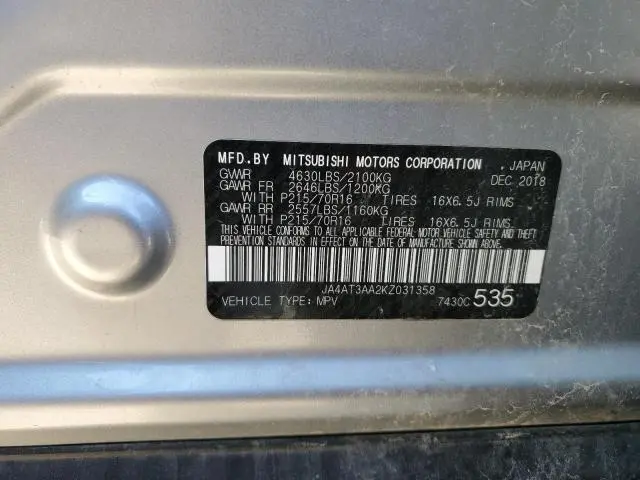 MFD.BY MITSUBISHI MOTORS CORPORATION , JAPAN
GVWR 4630LBS/2100KG DEC 2018
GAWR FR 2646LBS/1200KG
WITH P215/70R16 TIRES 16X6.5J RIMS
GAWR RR 2557LBS/1160KG
WITH P215/70R16 TIRES 16X6.5J RIMS
THIS VEHICLE CONFORMS TO ALL APPLICABLE FEDERAL MOTOR VEHICLE SAFETY AND THEFT
PREVENTION STANDARDS IN EFFECT ON THE DATE OF MANUFACTURE SHOWN ABOVE.
JA4AT3AA2KZ031358
VEHICLE TYPE: MPV 7430C 535